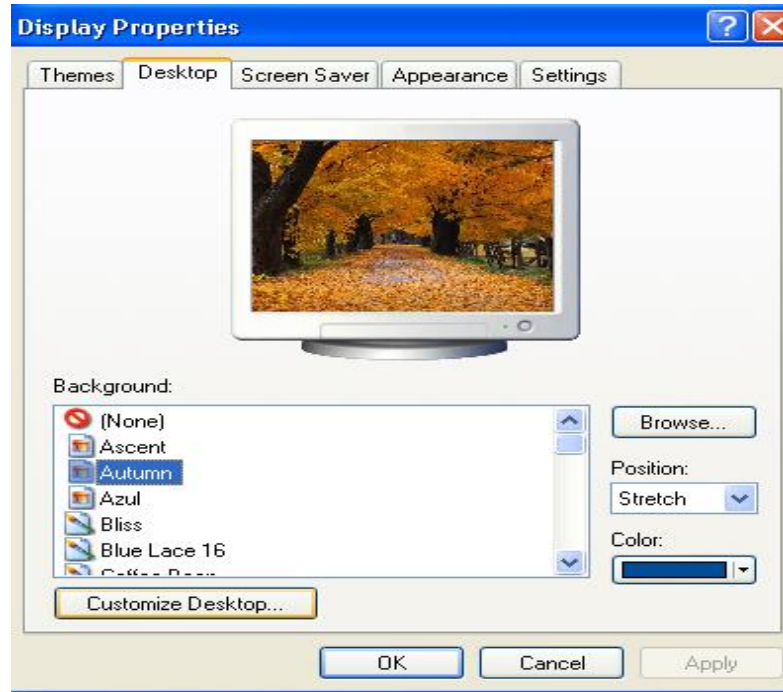 Display Properties
Themes Desktop Screen Saver Appearance Settings
Background:
(None)
Ascent
Autumn
Azul
Bliss
Blue Lace 16
Browse...
Position:
Stretch
Color:
Customize Desktop...
OK Cancel Apply